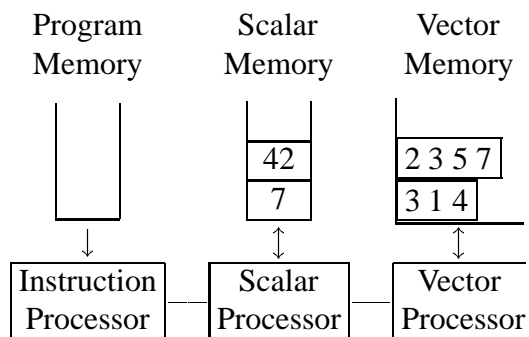 Program Scalar Vector
Memory Memory Memory
42 2 3 5 7
7 3 1 4
Instruction Scalar Vector
Processor Processor Processor